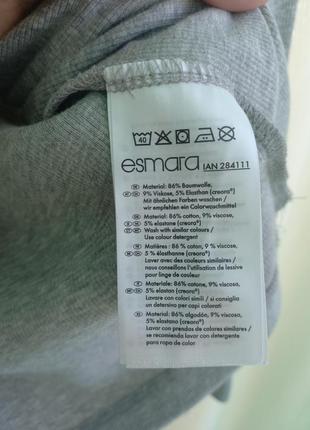 40
esmara IAN 284111
Material: 86% Baumwolle,
9% Viskose, 5% Elasthan (creora®)
Mit ähnlichen Farben waschen /
wir empfehlen ein Colorwaschmittel
Material: 86% cotton, 9% viscose,
5% elastane (creora®)
Wash with similar colours /
Use colour detergent
Matières : 86 % coton, 9 % viscose,
5 % élasthanne (creora®)
Laver avec des couleurs similaires /
nous conseillons l'utilisation de lessive
pour linge de couleur
Materiale: 86% cotone, 9% viscosa,
5% elastan (creora®)
Lavare con colori simili / si consiglia
un detersivo per capi colorati
Material: 86% algodón, 9% viscosa,
5% elastano (creora®)
Lavar con prendas de colores similares /
se recomienda detergente
para ropa de color